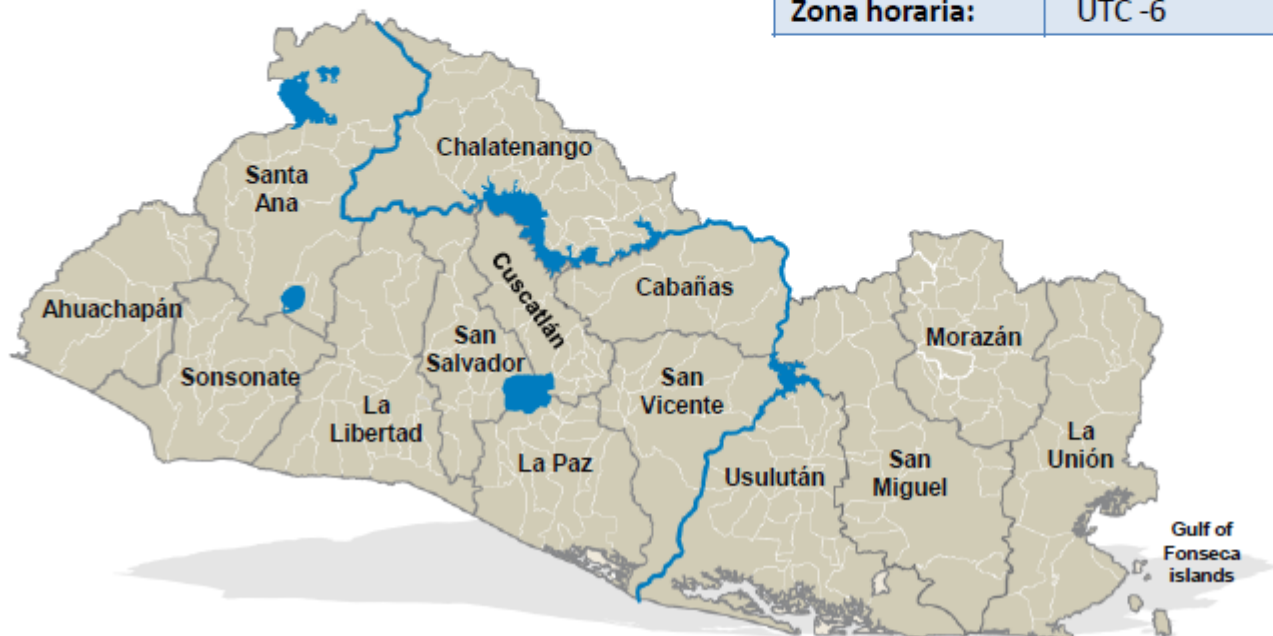 Zona horaria: UTC -6
Chalatenango
Santa
Ana
Cuscatlán
Cabañas
Ahuachapán
Morazán
San
Salvador
Sonsonate
San
Vicente
La
Libertad
La
Unión
La Paz
Usulután
San
Miguel
Gulf of
Fonseca
islands